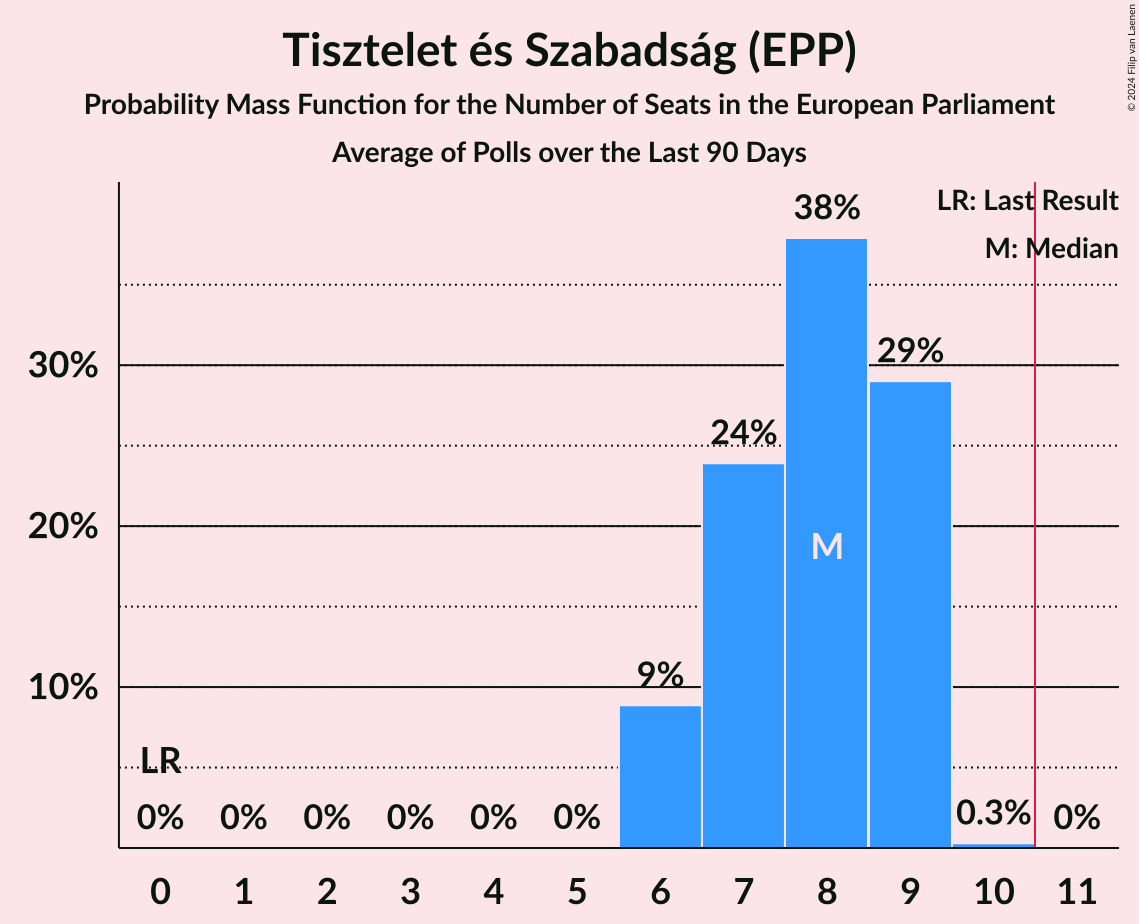 Tisztelet és Szabadság (EPP)
Probability Mass Function for the Number of Seats in the European Parliament
Average of Polls over the Last 90 Days
© 2024 Filip van Laenen
LR: Last Result
M: Median
38%
29%
24%
9%
0.3%
30%
20%
10%
M
LR
0% 0% 0% 0% 0% 0% 0%
0 1 2 3 4 5 6 7 8 9 10 11